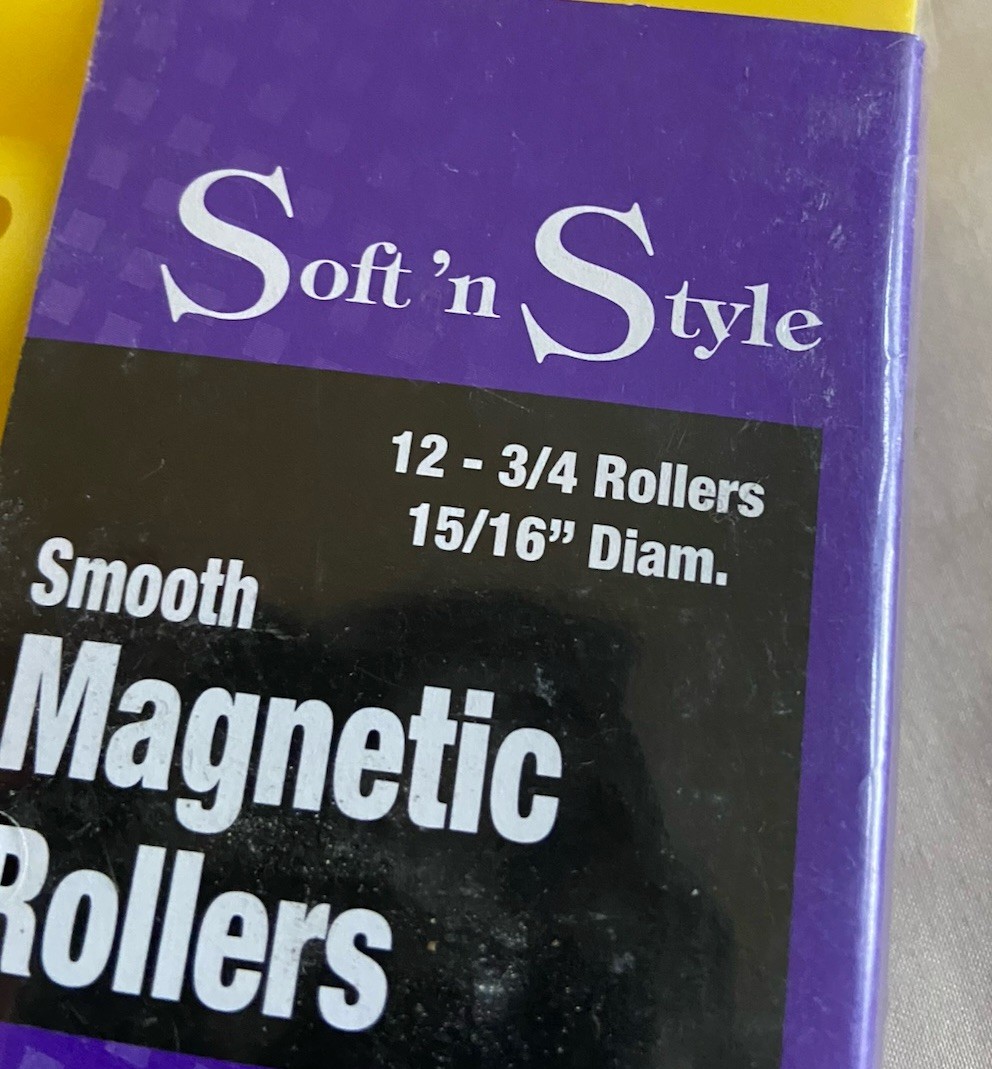 Soft ’n Style
12 - 3/4 Rollers
15/16” Diam.
Smooth
Magnetic
Rollers